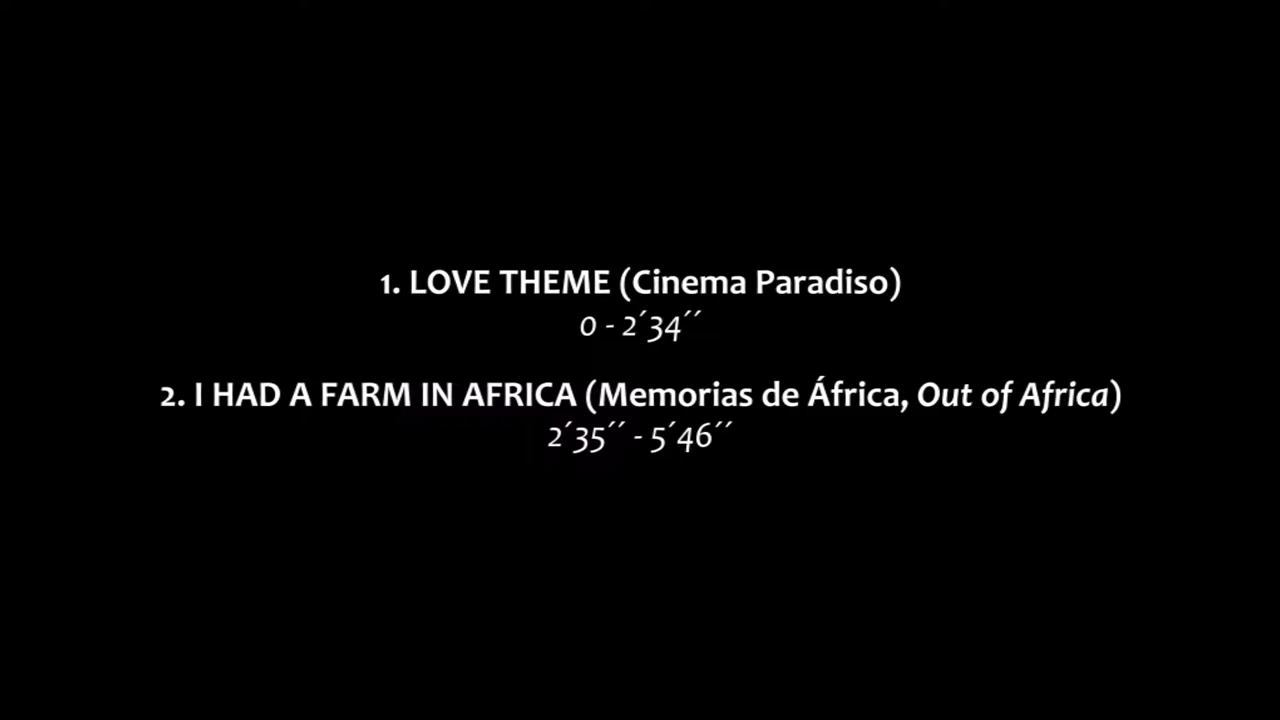 1. LOVE THEME (Cinema Paradiso)
0 - 2´34´´
2. I HAD A FARM IN AFRICA (Memorias de África, Out of Africa)
2´35´´ - 5´46´´